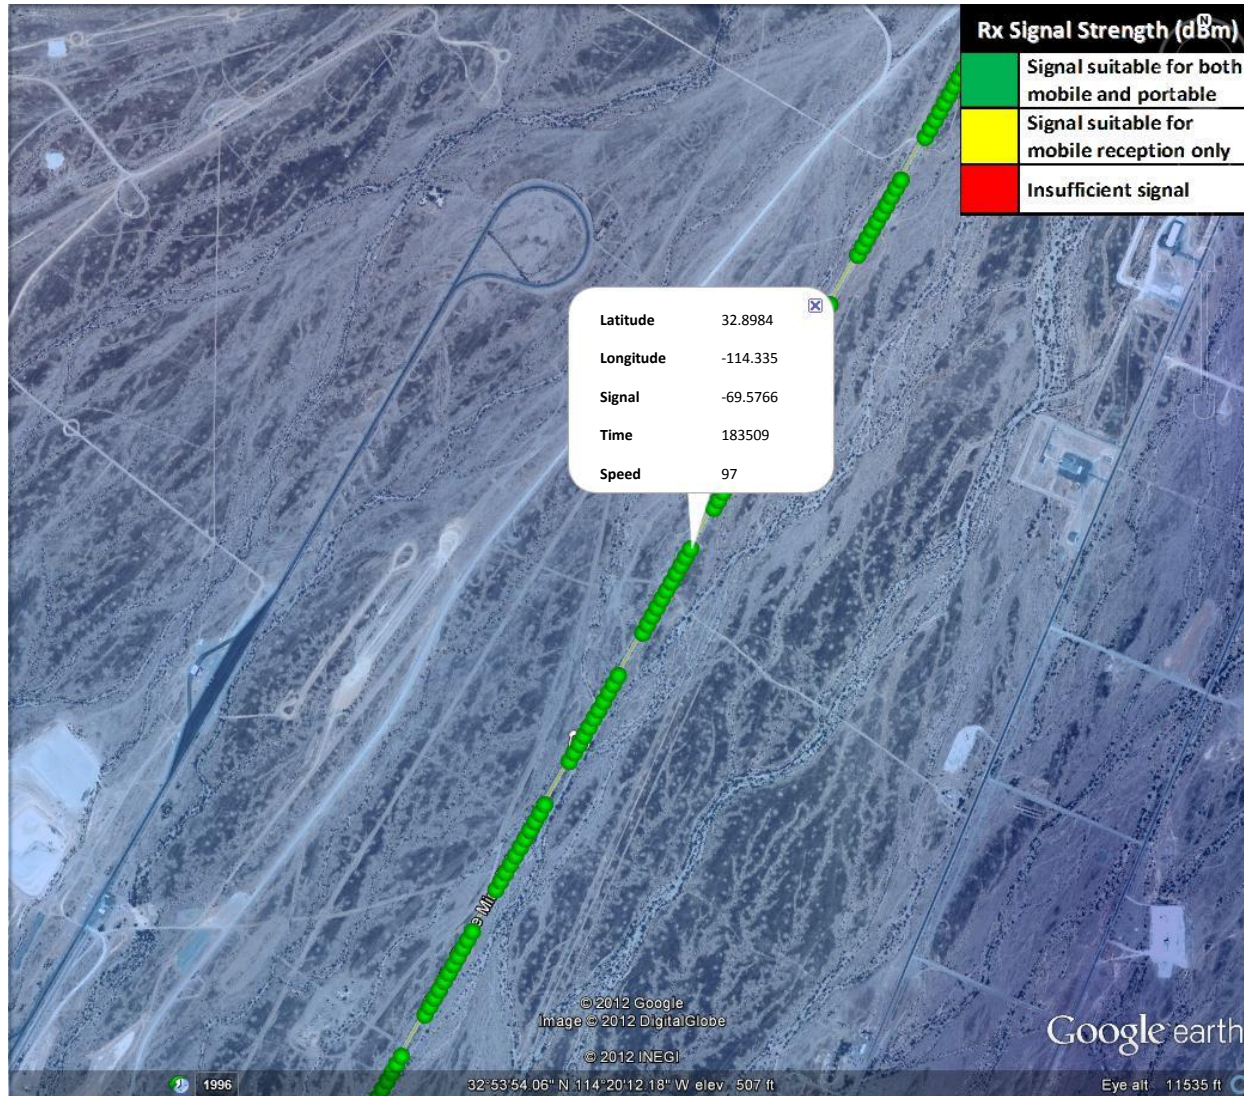 Rx Signal Strength (dBm)
N
Signal suitable for both
mobile and portable
Signal suitable for
mobile reception only
Insufficient signal
Latitude 32.8984
Longitude -114.335
Signal -69.5766
Time 183509
Speed 97
e Mi
© 2012 Google
Image © 2012 DigitalGlobe
© 2012 INEGI
Google earth
1996
32°53'54.06" N 114°20'12.18" W elev 507 ft
Eye alt 11535 ft